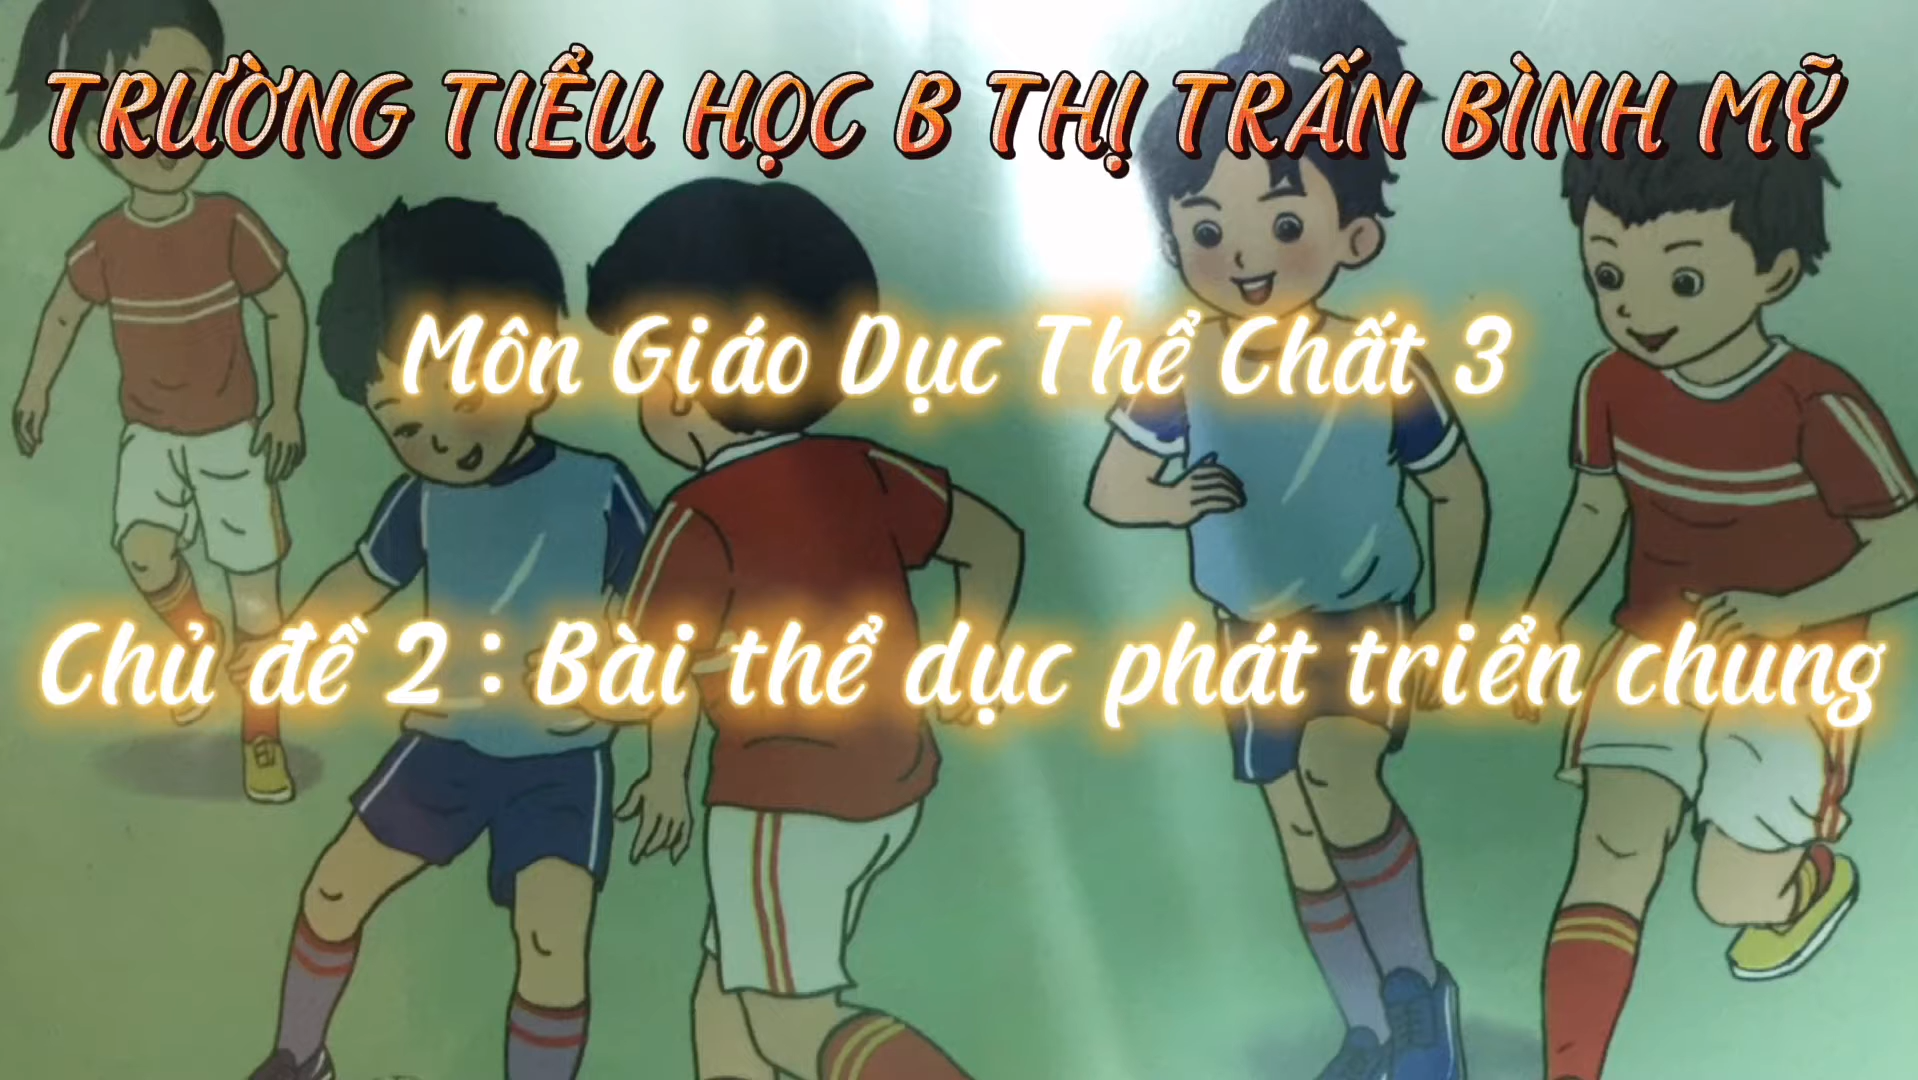 TRƯỜNG TIỂU HỌC B THỊ TRẤN BÌNH MỸ
Môn Giáo Dục Thể Chất 3
Chủ đề 2 : Bài thể dục phát triển chung